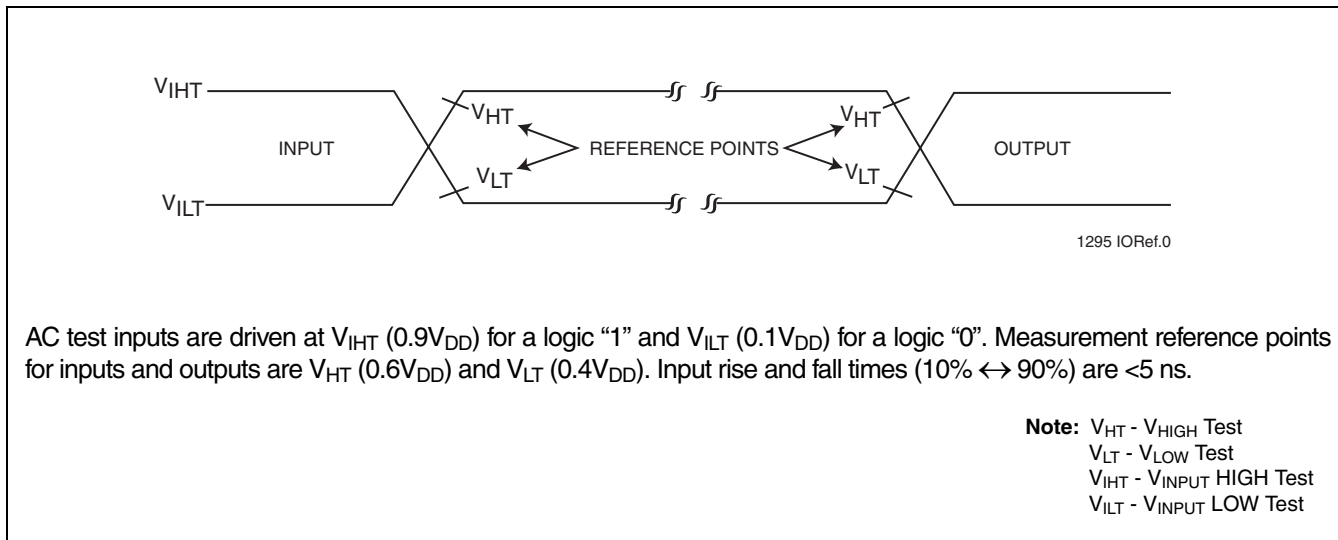 VIHT
VHT
VHT
INPUT
REFERENCE POINTS
OUTPUT
VLT
VLT
VILT
1295 IORef.0
AC test inputs are driven at VIHT (0.9VDD) for a logic “1” and VILT (0.1VDD) for a logic “0”. Measurement reference points
for inputs and outputs are VHT (0.6VDD) and VLT (0.4VDD). Input rise and fall times (10% ↔ 90%) are <5 ns.
Note: VHT - VHIGH Test
VLT - VLOW Test
VIHT - VINPUT HIGH Test
VILT - VINPUT LOW Test